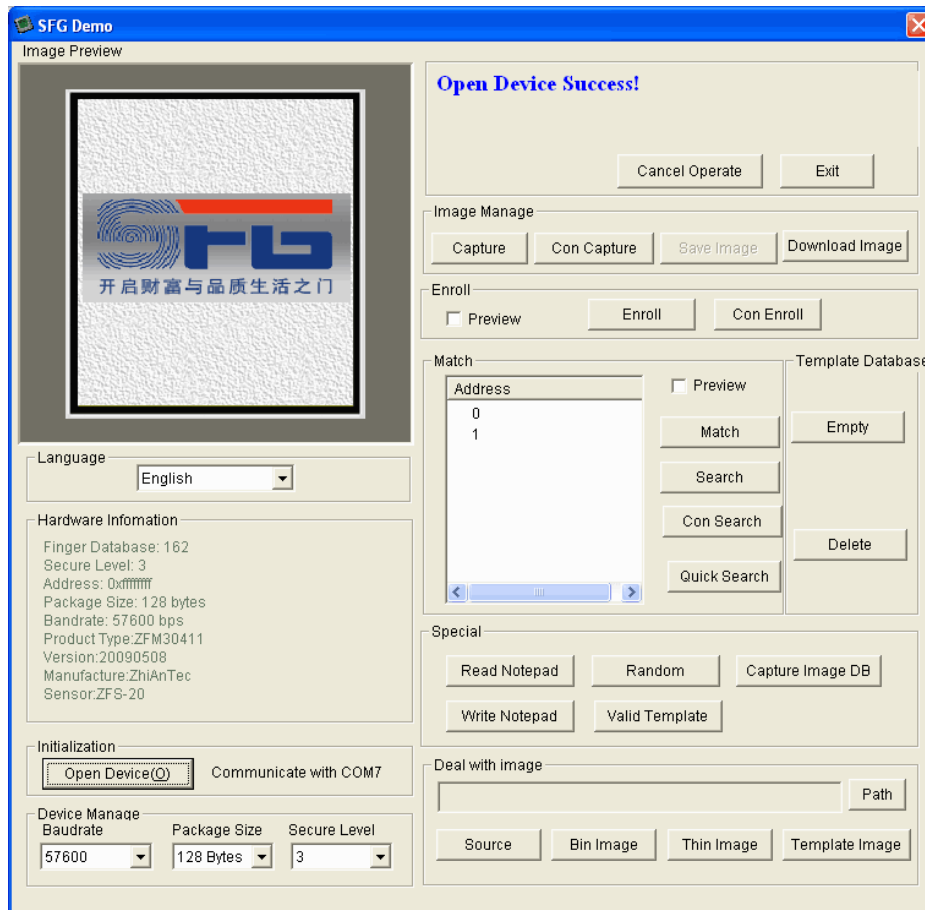 SFG Demo
Image Preview
SFG
开启财富与品质生活之门
Open Device Success!
Cancel Operate
Exit
Image Manage
Capture
Con Capture
Save Image
Download Image
Enroll
Preview
Enroll
Con Enroll
Match
Address
0
1
Preview
Match
Search
Con Search
Quick Search
Template Database
Empty
Delete
Language
English
Hardware Infomation
Finger Database: 162
Secure Level: 3
Address: 0xffffffff
Package Size: 128 bytes
Bandrate: 57600 bps
Product Type:ZFM30411
Version:20090508
Manufacture:ZhiAnTec
Sensor:ZFS-20
Special
Read Notepad
Random
Capture Image DB
Write Notepad
Valid Template
Initialization
Open Device(O)
Communicate with COM7
Device Manage
Baudrate
Package Size
Secure Level
57600
128 Bytes
3
Deal with image
Path
Source
Bin Image
Thin Image
Template Image